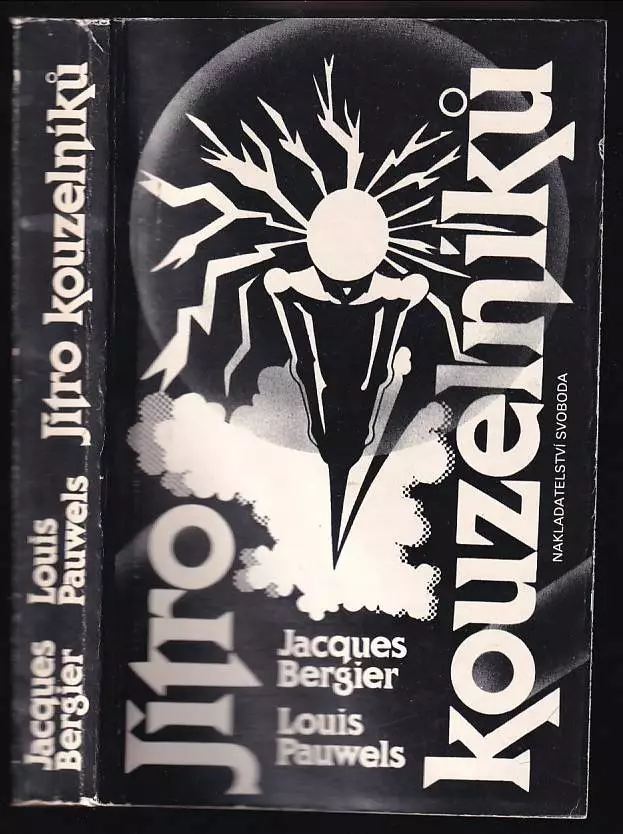 Jacques
Bergier
Louis
Pauwels
Jitro kouzelníků
Jitro
kouzelníků
Jacques
Bergier
Louis
Pauwels
NAKLADATELSTVÍ SVOBODA